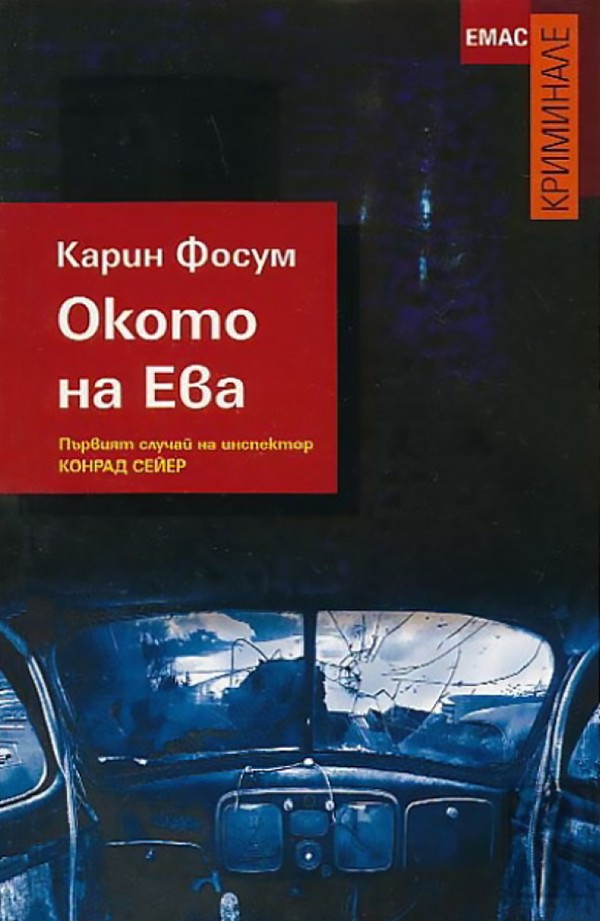 ЕМАС
КРИМИНАЛЕ
Карин Фосум
Окото
на Ева
Първият случай на инспектор
КОНРАД СЕЙЕР